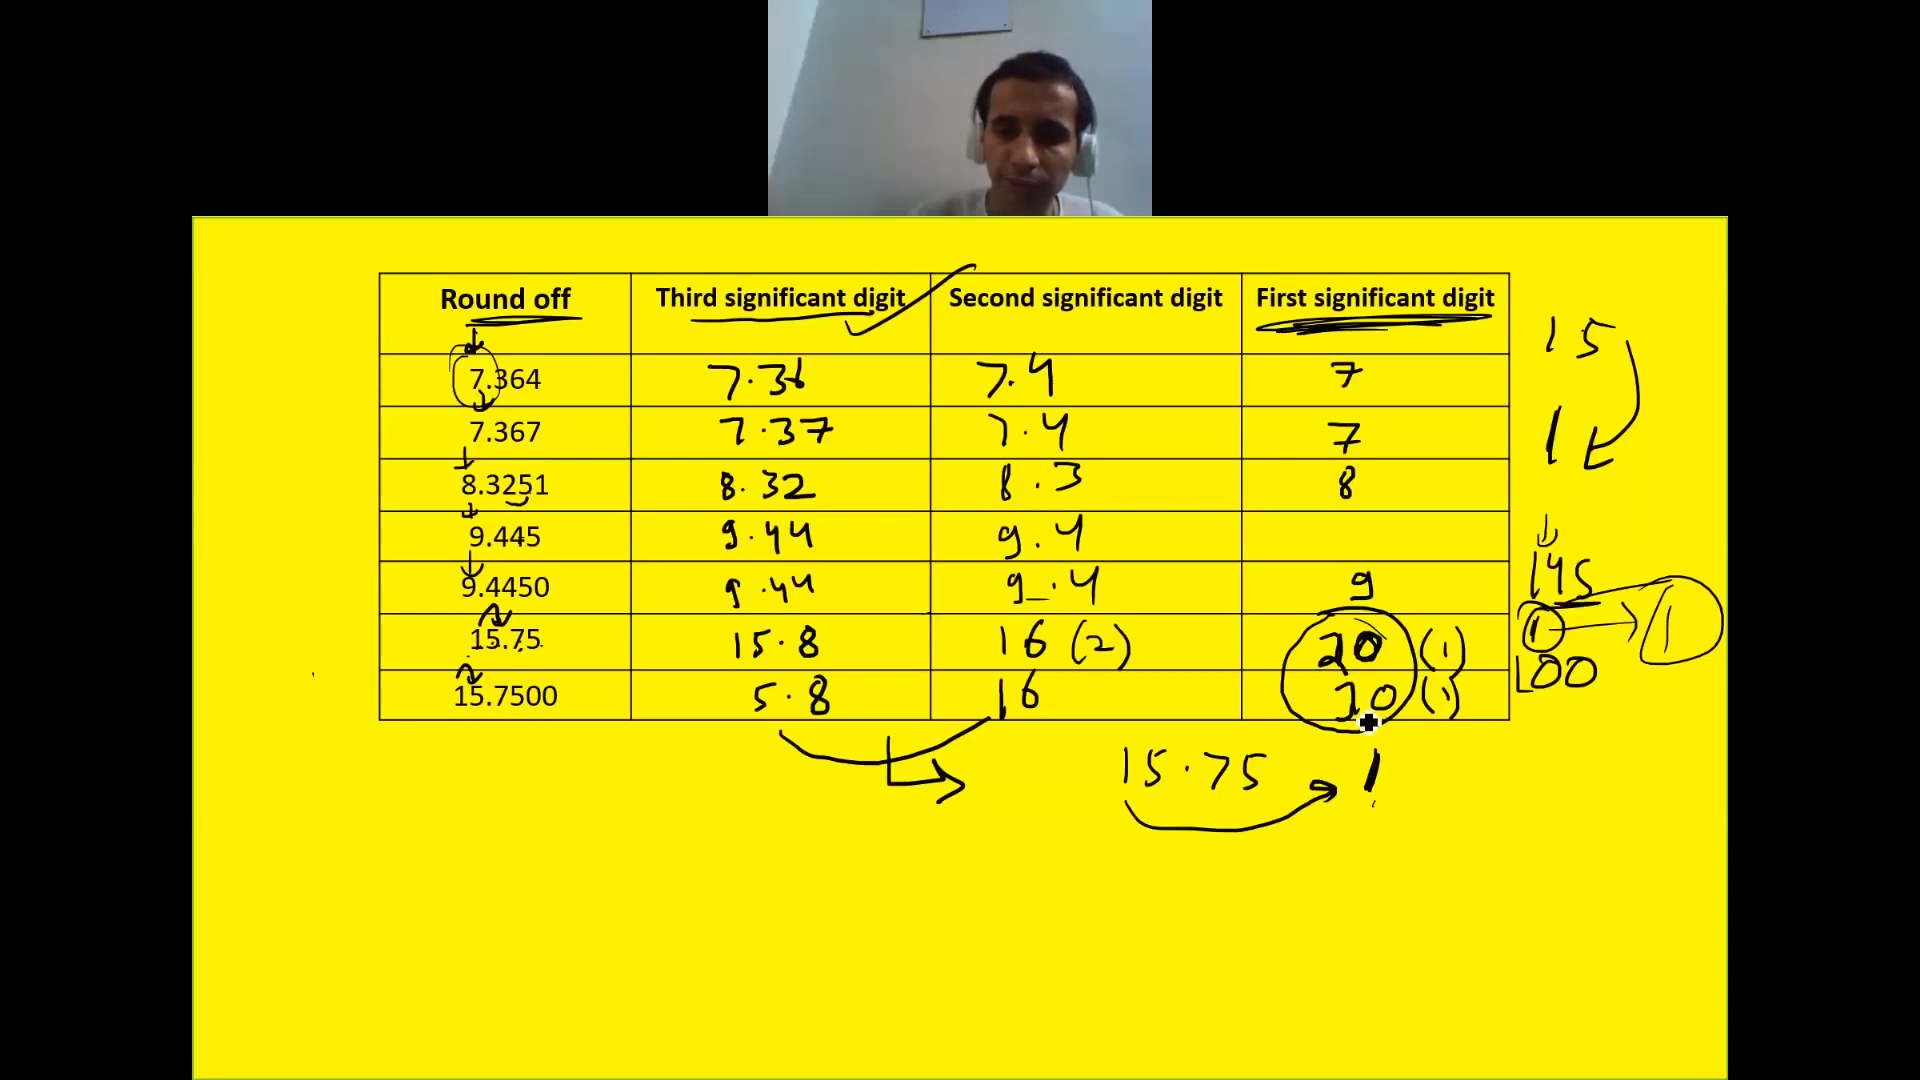 Round off Third significant digit Second significant digit First significant digit
7.364 7.36 7.4 7
7.367 7.37 7.4 7
8.3251 8.32 8.3 8
9.445 9.44 9.4
9.4450 9.44 9.4 9
15.75 15.8 16 (2) 20 (1)
15.7500 5.8 16 20 (1)
15
1
145
1 1
100
15.75 1